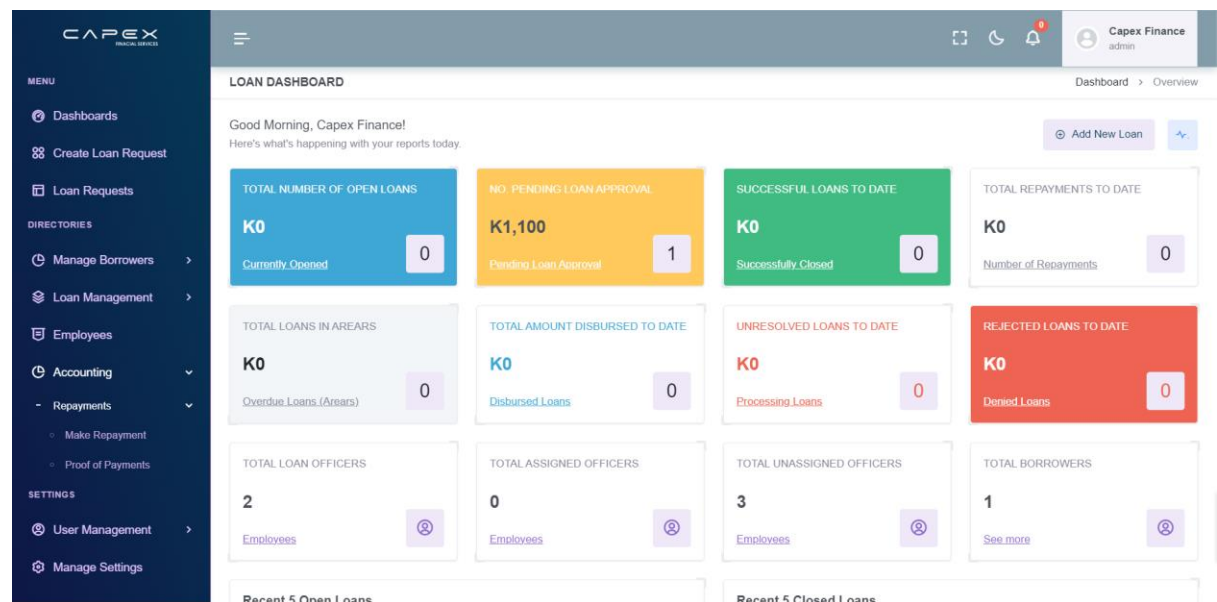 CAPEX
FINANCIAL SERVICES
0
Capex Finance
admin
MENU
Dashboards
Create Loan Request
Loan Requests
DIRECTORIES
Manage Borrowers
Loan Management
Employees
Accounting
- Repayments
Make Repayment
Proof of Payments
SETTINGS
User Management
Manage Settings
LOAN DASHBOARD
Dashboard > Overview
Good Morning, Capex Finance!
Here's what's happening with your reports today.
Add New Loan
TOTAL NUMBER OF OPEN LOANS
K0
0
Currently Opened
NO. PENDING LOAN APPROVAL
K1,100
1
Pending Loan Approval
SUCCESSFUL LOANS TO DATE
K0
0
Successfully Closed
TOTAL REPAYMENTS TO DATE
K0
0
Number of Repayments
TOTAL LOANS IN AREARS
K0
0
Overdue Loans (Arears)
TOTAL AMOUNT DISBURSED TO DATE
K0
0
Disbursed Loans
UNRESOLVED LOANS TO DATE
K0
0
Processing Loans
REJECTED LOANS TO DATE
K0
0
Denied Loans
TOTAL LOAN OFFICERS
2
Employees
TOTAL ASSIGNED OFFICERS
0
Employees
TOTAL UNASSIGNED OFFICERS
3
Employees
TOTAL BORROWERS
1
See more
Recent 5 Open Loans
Recent 5 Closed Loans